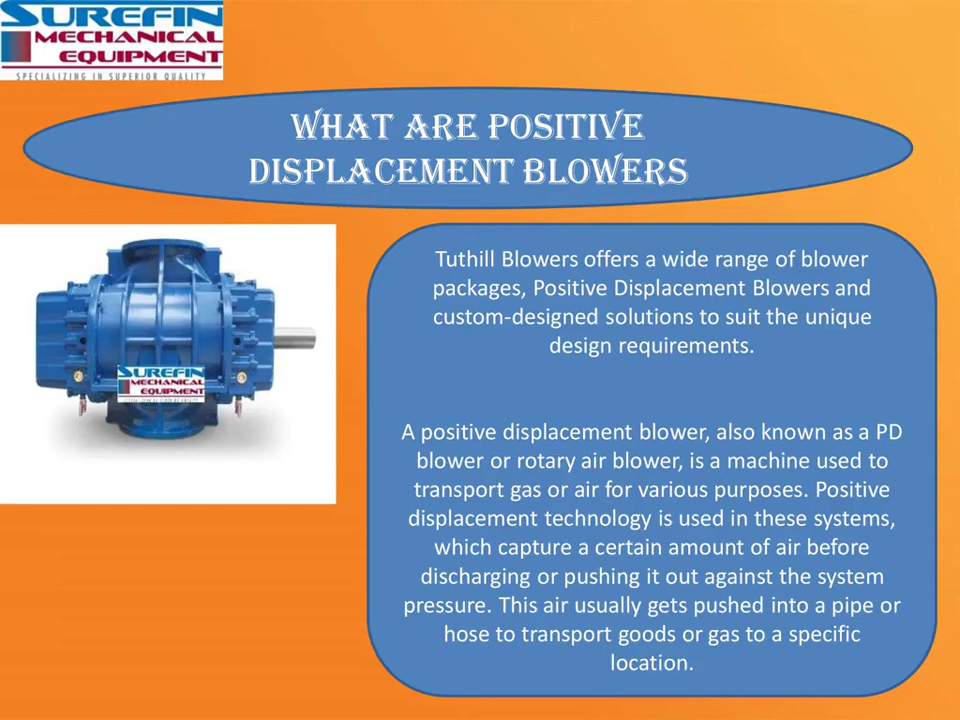 SUREFIN
MECHANICAL
EQUIPMENT
SPECIALIZING IN SUPERIOR QUALITY
WHAT ARE POSITIVE
DISPLACEMENT BLOWERS
Tuthill Blowers offers a wide range of blower
packages, Positive Displacement Blowers and
custom-designed solutions to suit the unique
design requirements.
SUREFIN
MECHANICAL
EQUIPMENT
A positive displacement blower, also known as a PD
blower or rotary air blower, is a machine used to
transport gas or air for various purposes. Positive
displacement technology is used in these systems,
which capture a certain amount of air before
discharging or pushing it out against the system
pressure. This air usually gets pushed into a pipe or
hose to transport goods or gas to a specific
location.